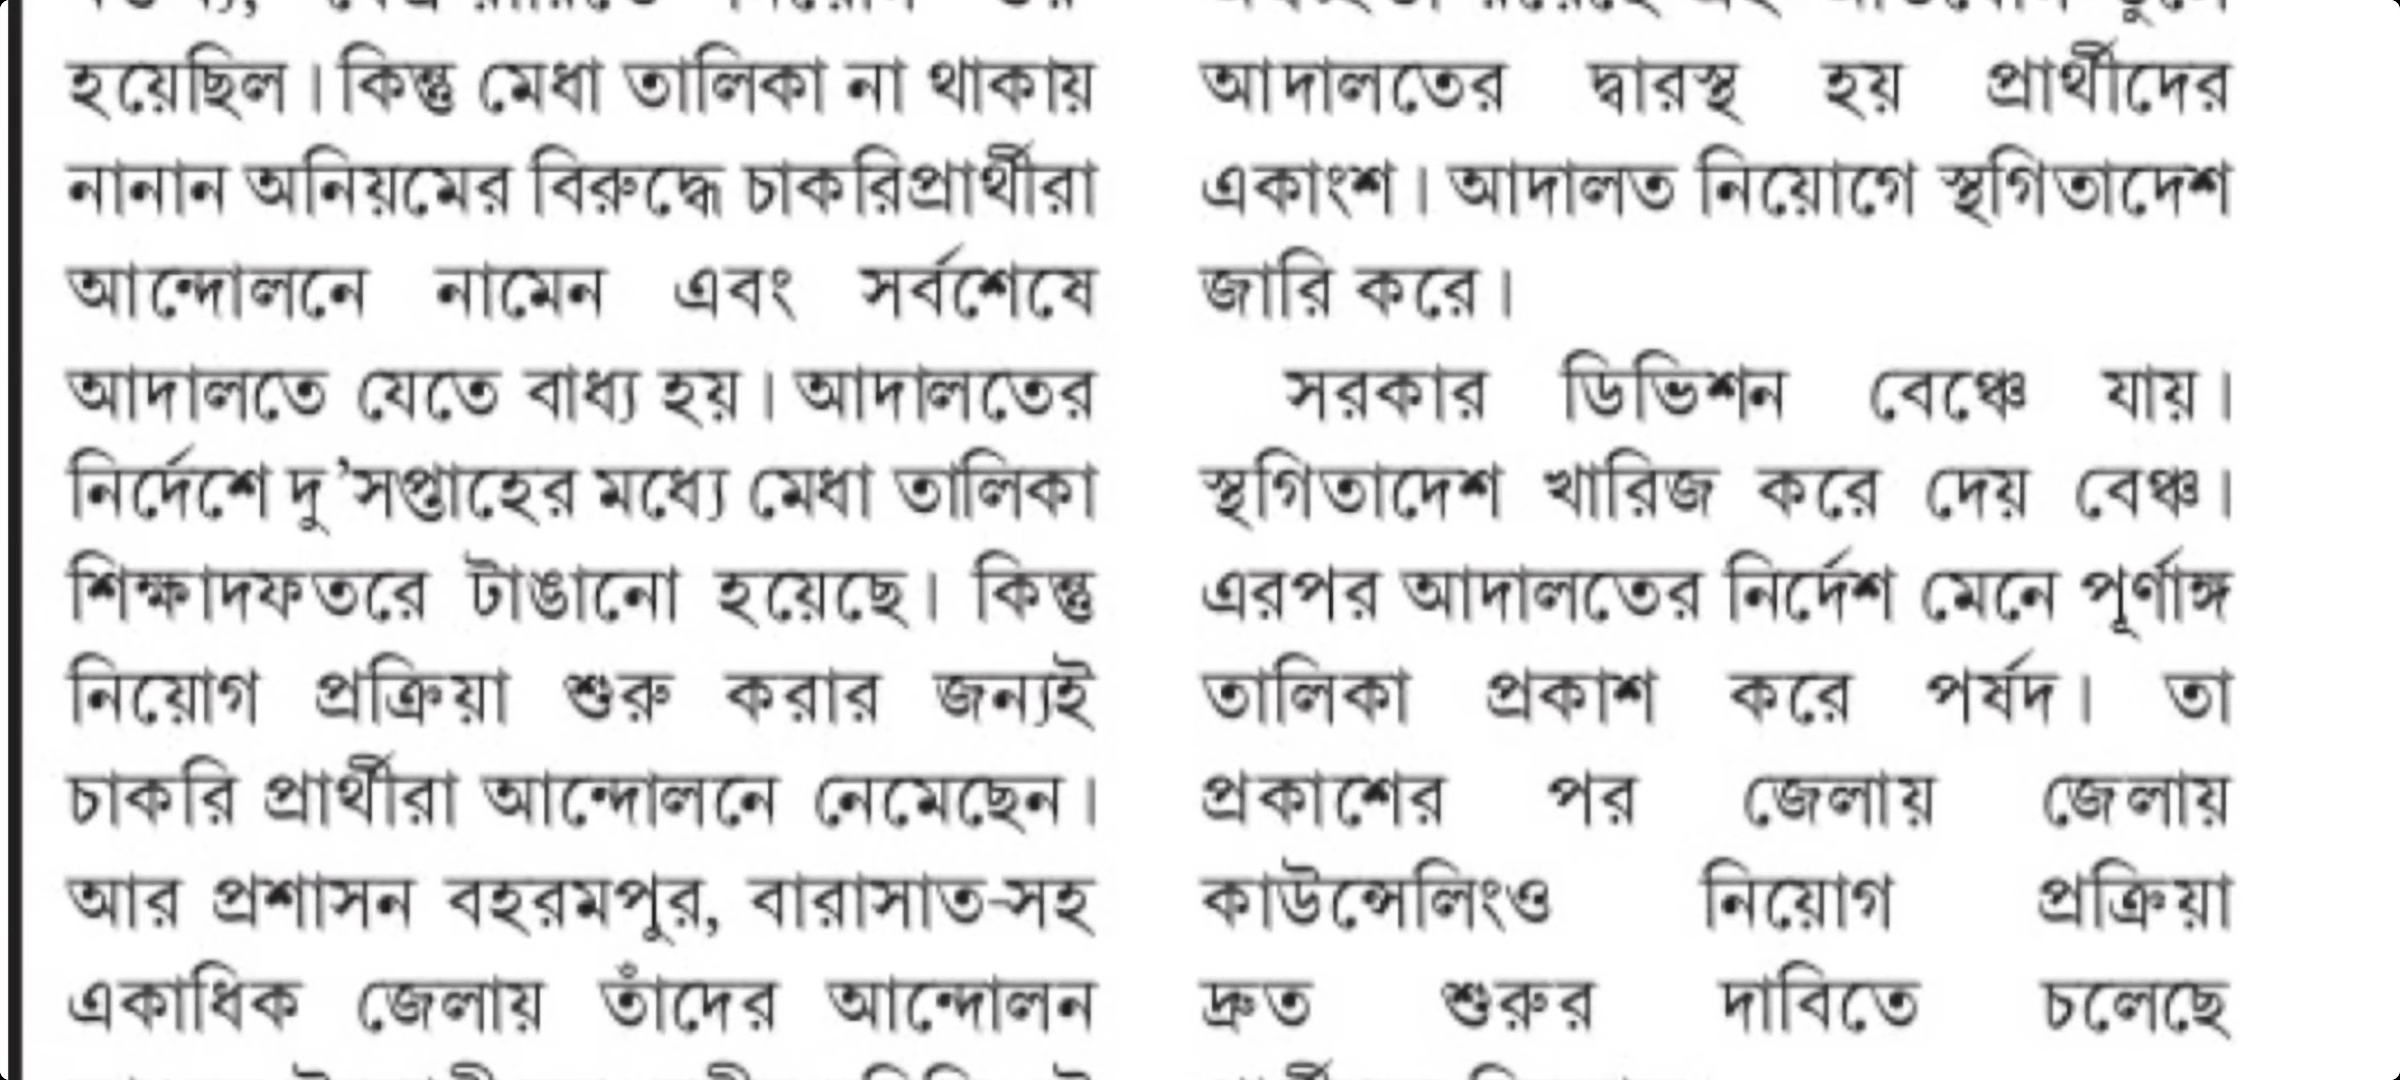 হয়েছিল। কিন্তু মেধা তালিকা না থাকায়
নানান অনিয়মের বিরুদ্ধে চাকরিপ্রার্থীরা
আন্দোলনে নামেন এবং সর্বশেষে
আদালতে যেতে বাধ্য হয়। আদালতের
নির্দেশে দু'সপ্তাহের মধ্যে মেধা তালিকা
শিক্ষাদফতরে টাঙানো হয়েছে। কিন্তু
নিয়োগ প্রক্রিয়া শুরু করার জন্যই
চাকরি প্রার্থীরা আন্দোলনে নেমেছেন।
আর প্রশাসন বহরমপুর, বারাসাত-সহ
একাধিক জেলায় তাঁদের আন্দোলন
আদালতের দ্বারস্থ হয় প্রার্থীদের
একাংশ। আদালত নিয়োগে স্থগিতাদেশ
জারি করে।
সরকার ডিভিশন বেঞ্চে যায়।
স্থগিতাদেশ খারিজ করে দেয় বেঞ্চ।
এরপর আদালতের নির্দেশ মেনে পূর্ণাঙ্গ
তালিকা প্রকাশ করে পর্ষদ। তা
প্রকাশের পর জেলায় জেলায়
কাউন্সেলিংও নিয়োগ প্রক্রিয়া
দ্রুত শুরুর দাবিতে চলেছে